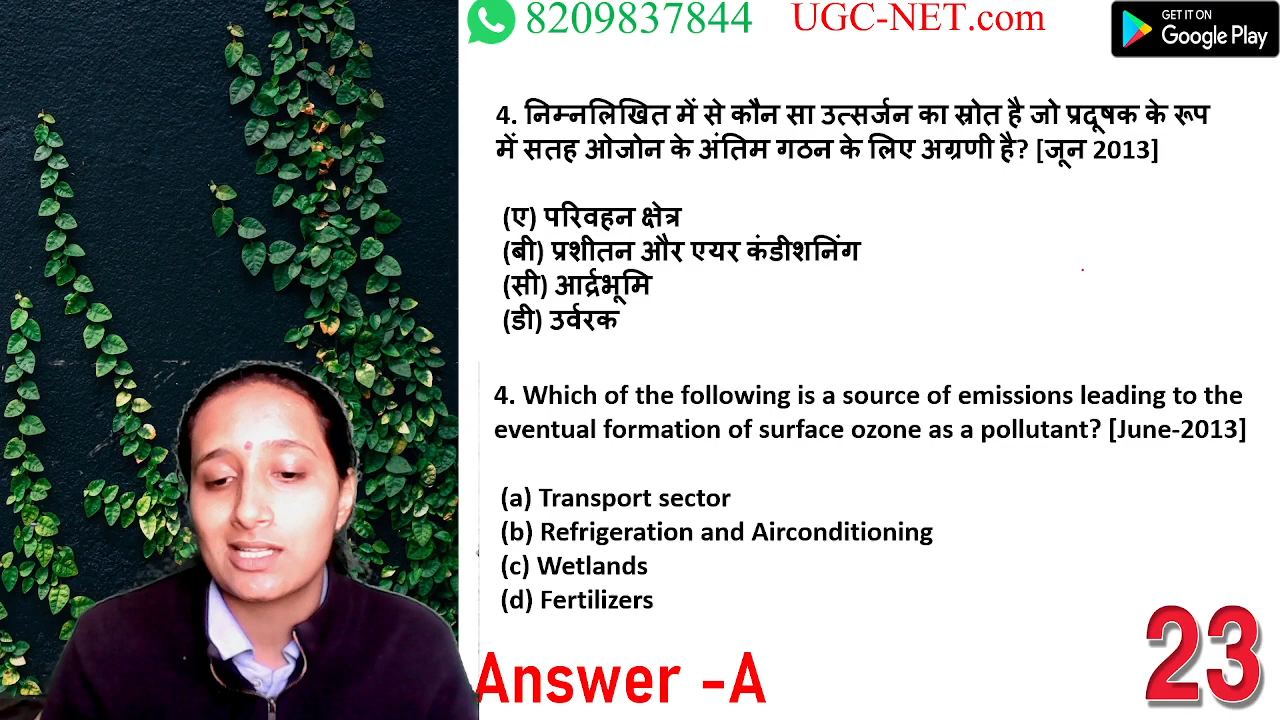 8209837844 UGC-NET.com
GET IT ON
Google Play
4. निम्नलिखित में से कौन सा उत्सर्जन का स्रोत है जो प्रदूषक के रूप
में सतह ओजोन के अंतिम गठन के लिए अग्रणी है? [जून 2013]
(ए) परिवहन क्षेत्र
(बी) प्रशीतन और एयर कंडीशनिंग
(सी) आर्द्रभूमि
(डी) उर्वरक
4. Which of the following is a source of emissions leading to the
eventual formation of surface ozone as a pollutant? [June-2013]
(a) Transport sector
(b) Refrigeration and Airconditioning
(c) Wetlands
(d) Fertilizers
Answer -A
23